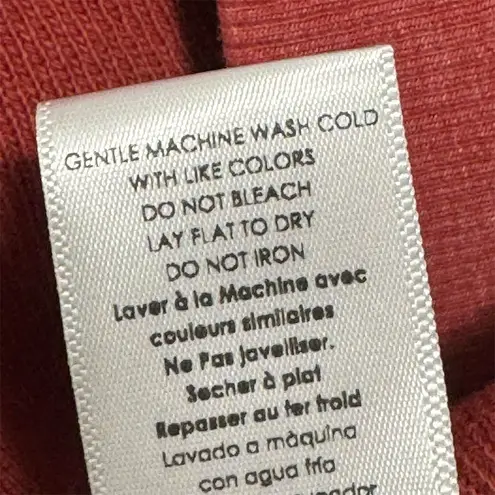 GENTLE MACHINE WASH COLD
WITH LIKE COLORS
DO NOT BLEACH
LAY FLAT TO DRY
DO NOT IRON
Laver à la Machine avec
couleurs similaires
Ne Pas javelliser.
Secher à plat
Repasser au fer froid
Lavado a màquina
con agua fría